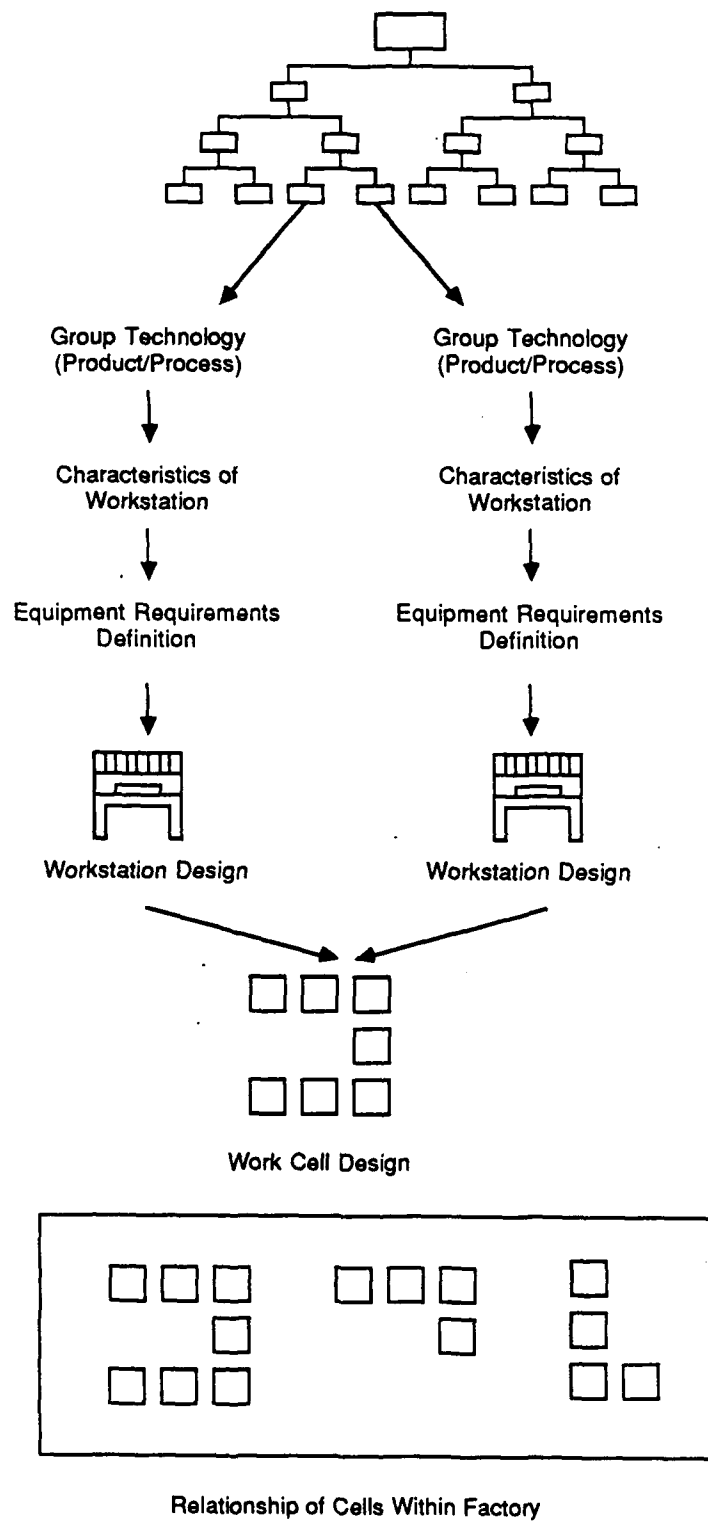 Group Technology
(Product/Process)
Group Technology
(Product/Process)
Characteristics of
Workstation
Characteristics of
Workstation
Equipment Requirements
Definition
Equipment Requirements
Definition
Workstation Design
Workstation Design
Work Cell Design
Relationship of Cells Within Factory